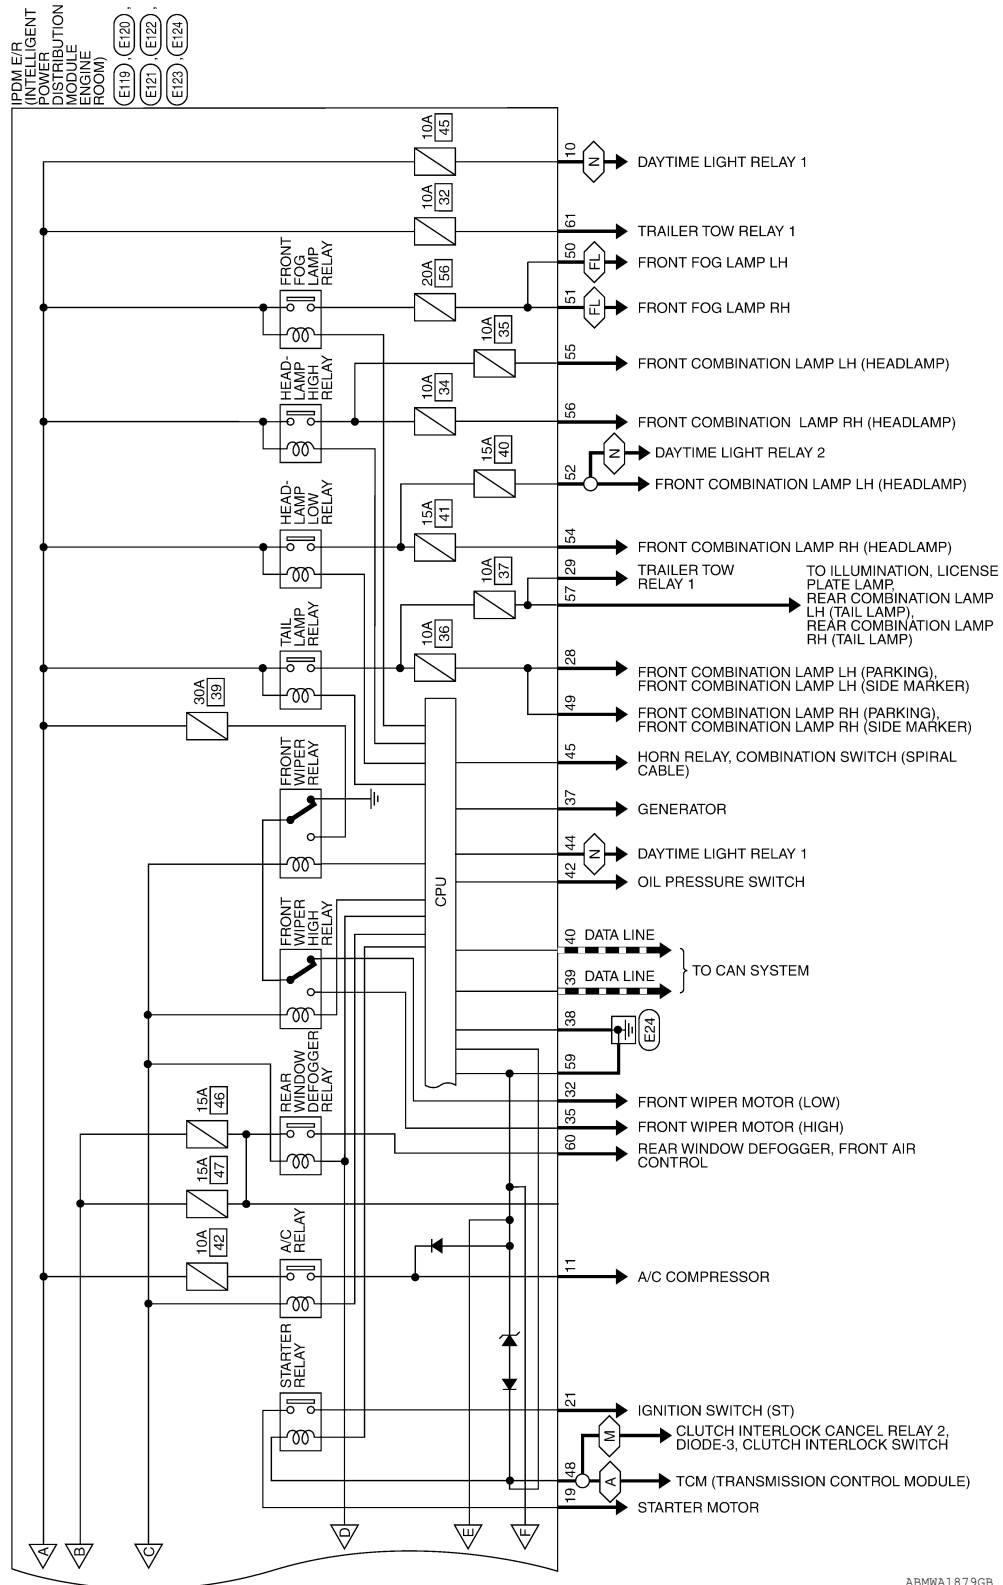 IPDM E/R
(INTELLIGENT
POWER
DISTRIBUTION
MODULE
ENGINE
ROOM)
E119 , E120 ,
E121 , E122 ,
E123 , E124
10A
45
10
N
DAYTIME LIGHT RELAY 1
10A
32
61
TRAILER TOW RELAY 1
FRONT
FOG
LAMP
RELAY
20A
56
50
FL
FRONT FOG LAMP LH
51
FL
FRONT FOG LAMP RH
10A
35
55
FRONT COMBINATION LAMP LH (HEADLAMP)
HEAD-
LAMP
HIGH
RELAY
10A
34
56
FRONT COMBINATION LAMP RH (HEADLAMP)
15A
40
52
N
DAYTIME LIGHT RELAY 2
FRONT COMBINATION LAMP LH (HEADLAMP)
HEAD-
LAMP
LOW
RELAY
15A
41
54
FRONT COMBINATION LAMP RH (HEADLAMP)
10A
37
29
TRAILER TOW
RELAY 1
57
TO ILLUMINATION, LICENSE
PLATE LAMP,
REAR COMBINATION LAMP
LH (TAIL LAMP),
REAR COMBINATION LAMP
RH (TAIL LAMP)
TAIL
LAMP
RELAY
10A
36
28
FRONT COMBINATION LAMP LH (PARKING),
FRONT COMBINATION LAMP LH (SIDE MARKER)
49
FRONT COMBINATION LAMP RH (PARKING),
FRONT COMBINATION LAMP RH (SIDE MARKER)
30A
39
45
HORN RELAY, COMBINATION SWITCH (SPIRAL
CABLE)
FRONT
WIPER
RELAY
37
GENERATOR
44
N
DAYTIME LIGHT RELAY 1
42
OIL PRESSURE SWITCH
CPU
FRONT
WIPER
HIGH
RELAY
40
DATA LINE
39
DATA LINE
TO CAN SYSTEM
38
E24
59
REAR
WINDOW
DEFOGGER
RELAY
15A
46
32
FRONT WIPER MOTOR (LOW)
35
FRONT WIPER MOTOR (HIGH)
60
REAR WINDOW DEFOGGER, FRONT AIR
CONTROL
15A
47
10A
42
A/C
RELAY
11
A/C COMPRESSOR
STARTER
RELAY
21
IGNITION SWITCH (ST)
M
CLUTCH INTERLOCK CANCEL RELAY 2,
DIODE-3, CLUTCH INTERLOCK SWITCH
48
A
TCM (TRANSMISSION CONTROL MODULE)
19
STARTER MOTOR
A
B
C
D
E
F
ABMWA1879GB